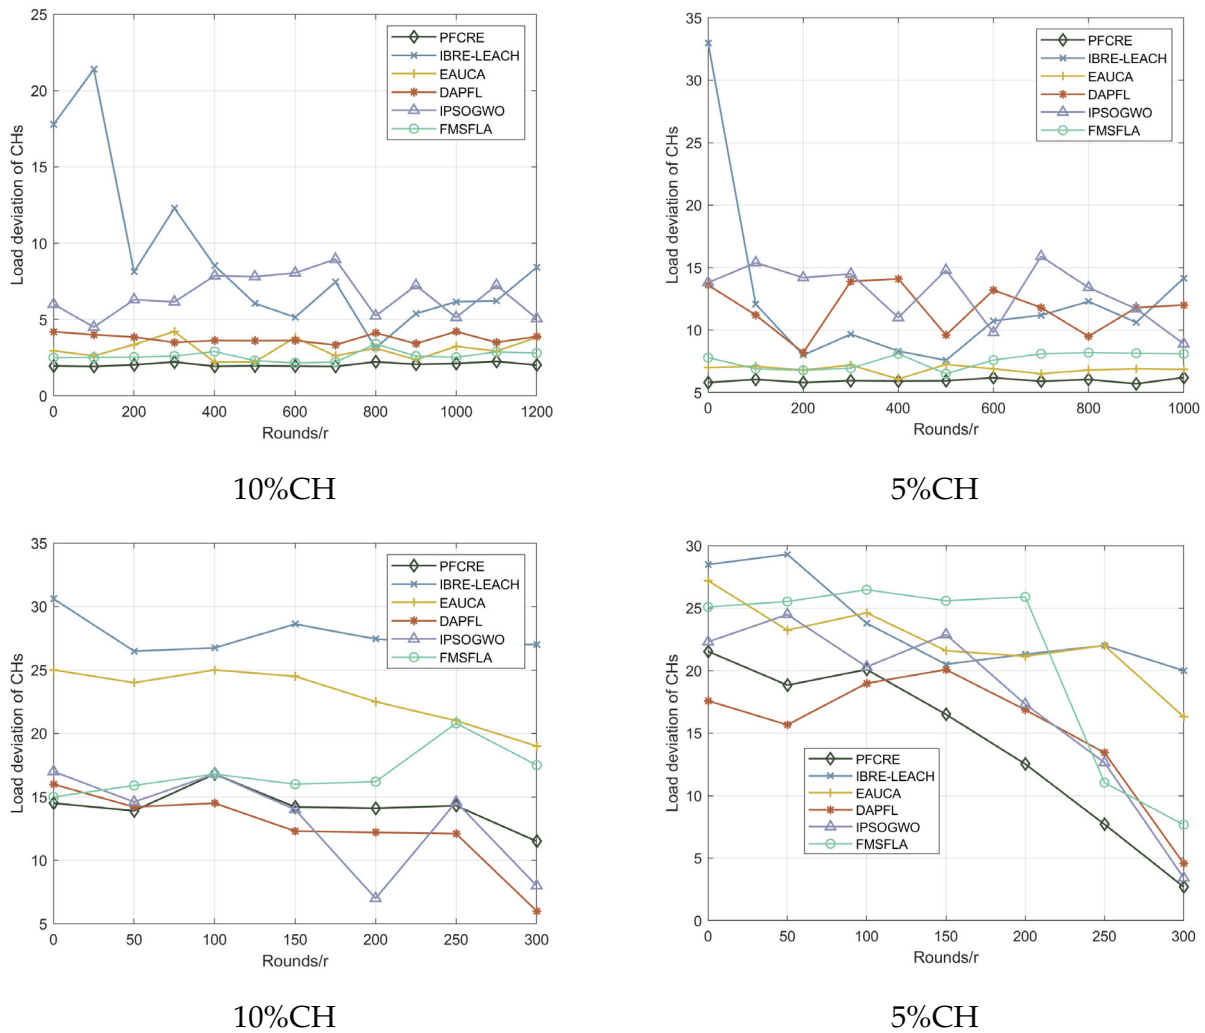 25
20
15
10
5
0
Load deviation of CHs
0 200 400 600 800 1000 1200
Rounds/r
PFCRE
IBRE-LEACH
EAUCA
DAPFL
IPSOGWO
FMSFLA
10%CH
35
30
25
20
15
10
5
Load deviation of CHs
0 200 400 600 800 1000
Rounds/r
PFCRE
IBRE-LEACH
EAUCA
DAPFL
IPSOGWO
FMSFLA
5%CH
35
30
25
20
15
10
5
Load deviation of CHs
0 50 100 150 200 250 300
Rounds/r
PFCRE
IBRE-LEACH
EAUCA
DAPFL
IPSOGWO
FMSFLA
10%CH
30
25
20
15
10
5
0
Load deviation of CHs
0 50 100 150 200 250 300
Rounds/r
PFCRE
IBRE-LEACH
EAUCA
DAPFL
IPSOGWO
FMSFLA
5%CH